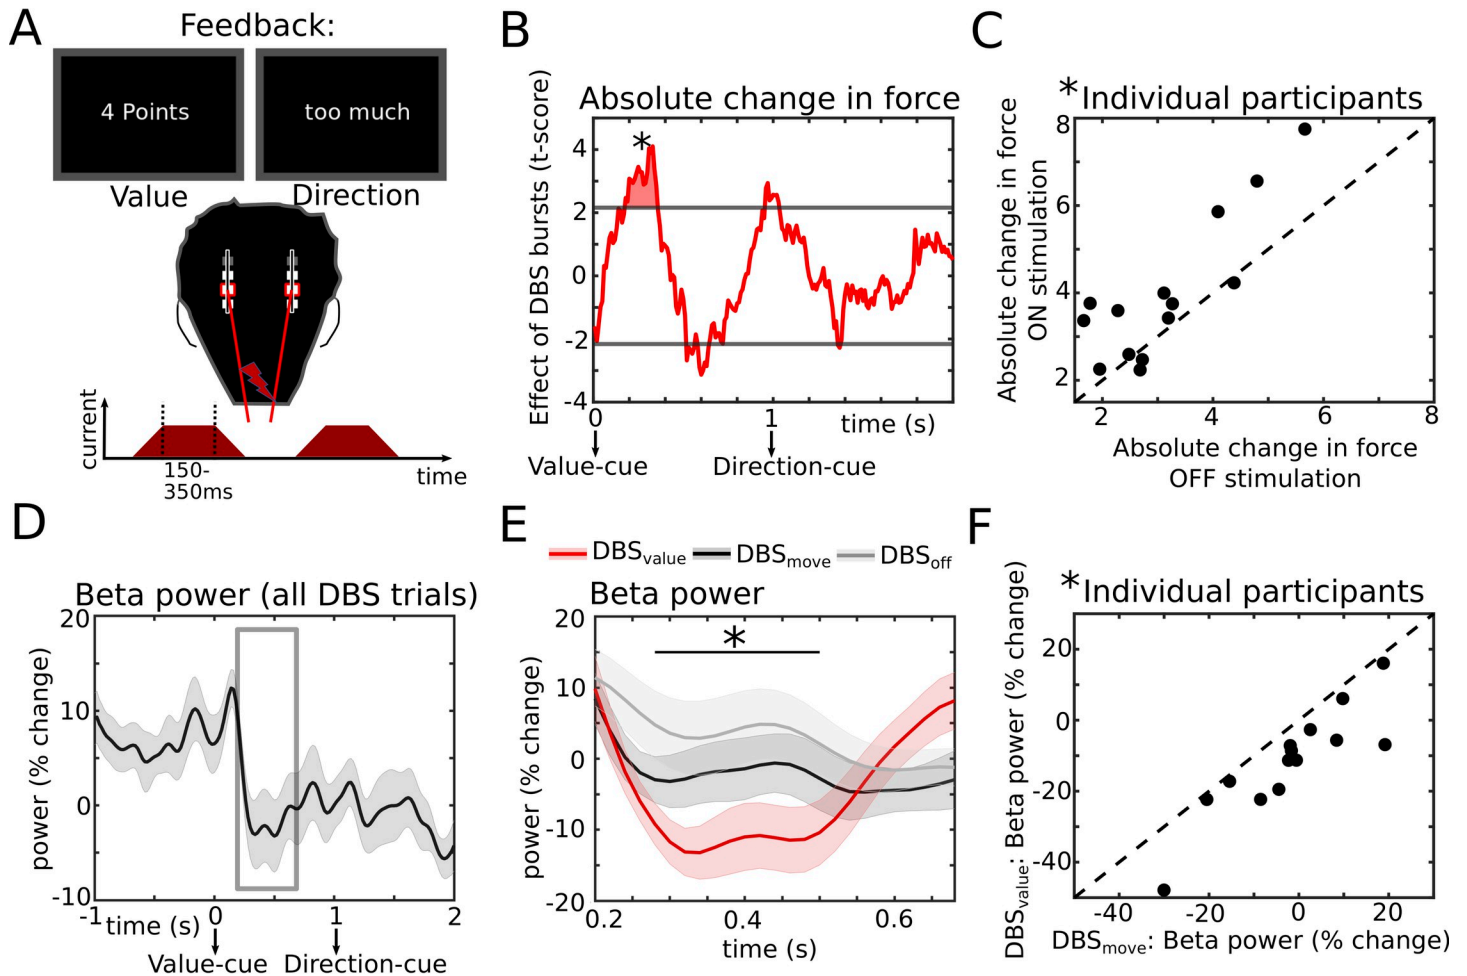 A
Feedback:
4 Points
too much
Value
Direction
current
150-
350ms
time
B
Absolute change in force
Effect of DBS bursts (t-score)
*
4
2
0
-2
-4
0
1
time (s)
Value-cue
Direction-cue
C
*Individual participants
Absolute change in force
ON stimulation
8
6
4
2
2
4
6
8
Absolute change in force
OFF stimulation
D
Beta power (all DBS trials)
power (% change)
20
10
0
-10
-1
time (s)
0
1
2
Value-cue
Direction-cue
E
DBSvalue
DBSmove
DBSoff
Beta power
power (% change)
*
20
10
0
-10
-20
0.2
0.4
0.6
time (s)
F
*Individual participants
DBSvalue: Beta power (% change)
20
0
-20
-40
-40
-20
0
20
DBSmove: Beta power (% change)